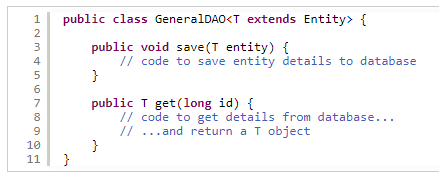 1 public class GeneralDAO<T extends Entity> {
2
3     public void save(T entity) {
4         // code to save entity details to database
5     }
6
7     public T get(long id) {
8         // code to get details from database...
9         // ...and return a T object
10     }
11 }